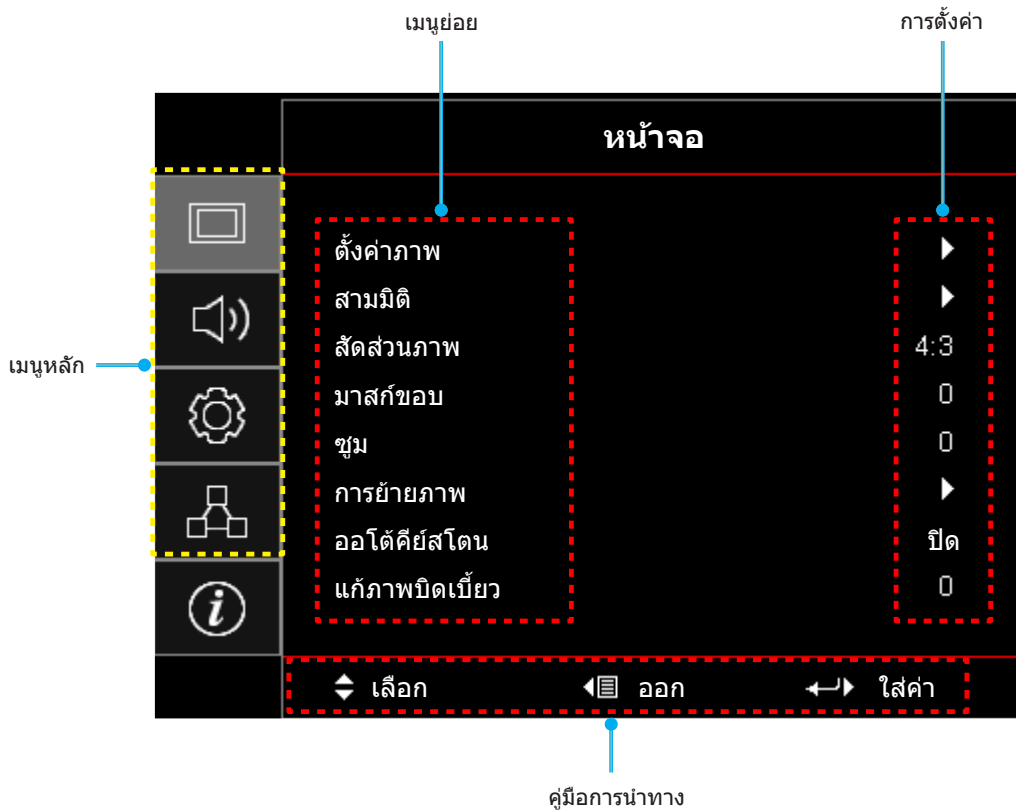 เมนูย่อย
การตั้งค่า
หน้าจอ
ตั้งค่าภาพ
สามมิติ
สัดส่วนภาพ 4:3
มาสก์ขอบ 0
ซูม 0
การย้ายภาพ
ออโต้คีย์สโตน ปิด
แก้ภาพบิดเบี้ยว 0
เมนูหลัก
i
เลือก ออก ใส่ค่า
คู่มือการนำทาง